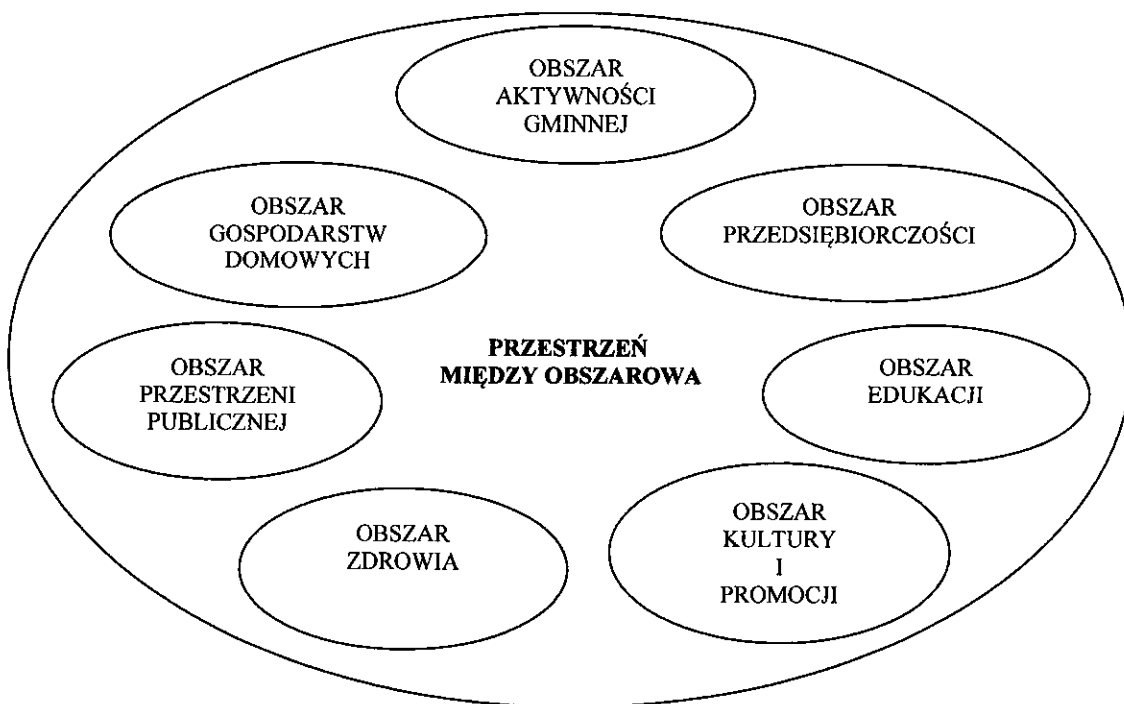 OBSZAR
AKTYWNOŚCI
GMINNEJ
OBSZAR
GOSPODARSTW
DOMOWYCH
OBSZAR
PRZEDSIĘBIORCZOŚCI
PRZESTRZEŃ
MIĘDZY OBSZAROWA
OBSZAR
PRZESTRZENI
PUBLICZNEJ
OBSZAR
EDUKACJI
OBSZAR
ZDROWIA
OBSZAR
KULTURY
I
PROMOCJI